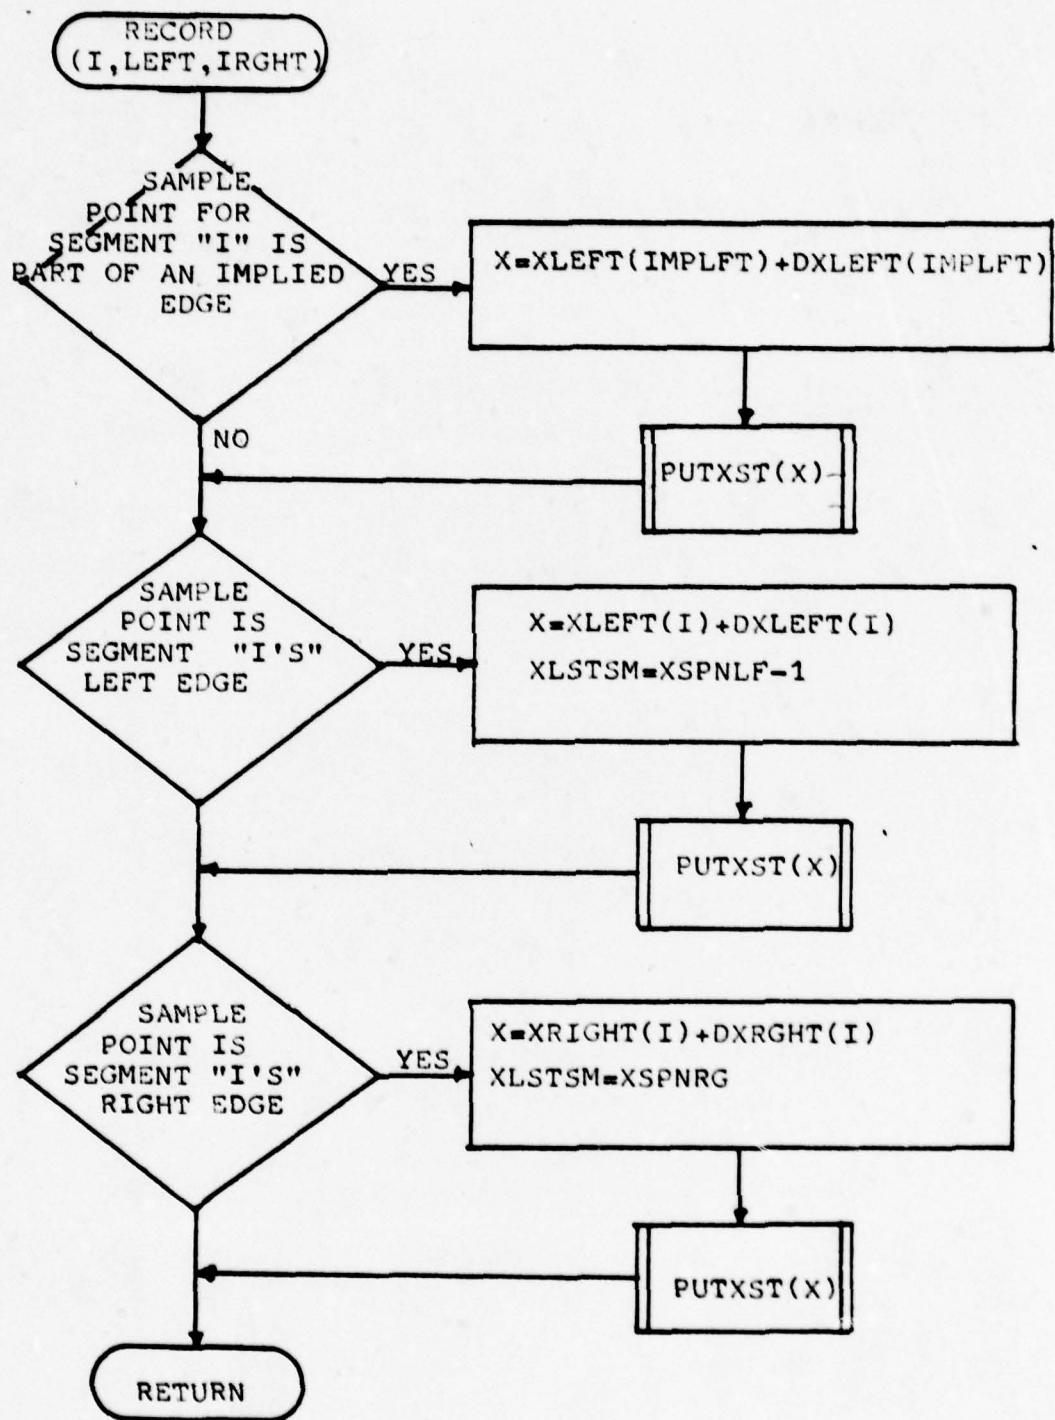 RECORD
(I,LEFT,IRGHT)
SAMPLE
POINT FOR
SEGMENT "I" IS
PART OF AN IMPLIED
EDGE
YES
X=XLEFT(IMPLFT)+DXLEFT(IMPLFT)
NO
PUTXST(X)
SAMPLE
POINT IS
SEGMENT "I'S"
LEFT EDGE
YES
X=XLEFT(I)+DXLEFT(I)
XLSTSM=XSPNLF-1
PUTXST(X)
SAMPLE
POINT IS
SEGMENT "I'S"
RIGHT EDGE
YES
X=XRIGHT(I)+DXRGHT(I)
XLSTSM=XSPNRG
PUTXST(X)
RETURN